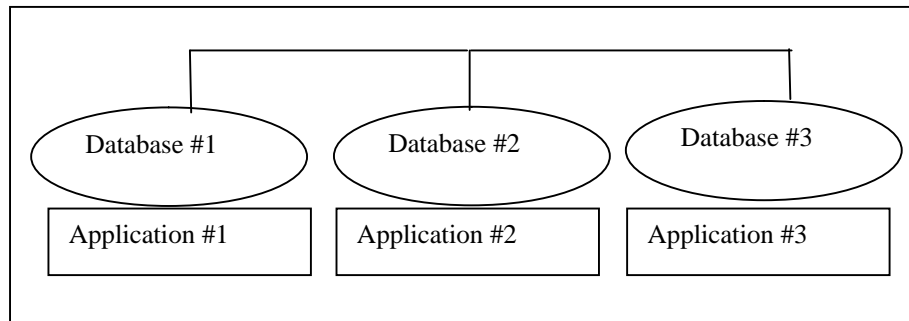 Database #1
Database #2
Database #3
Application #1
Application #2
Application #3